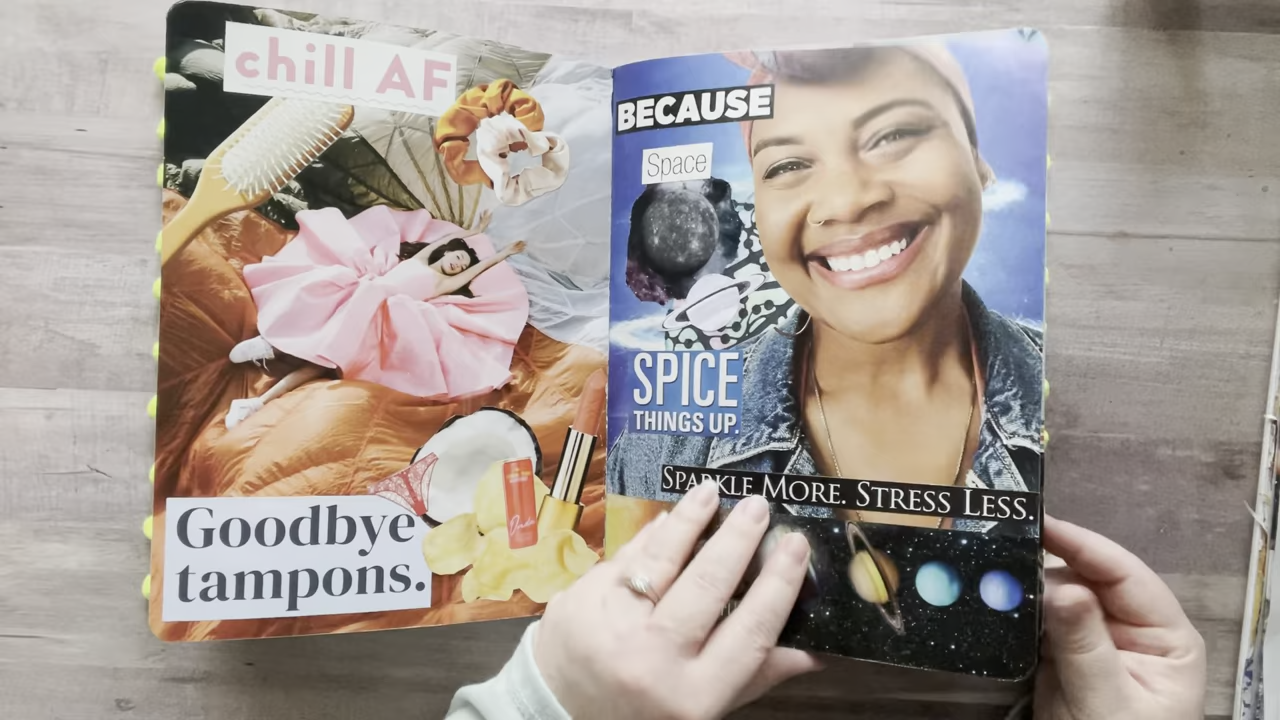 chill AF
Goodbye
tampons.
BECAUSE
Space
SPICE
THINGS UP.
SPARKLE MORE. STRESS LESS.